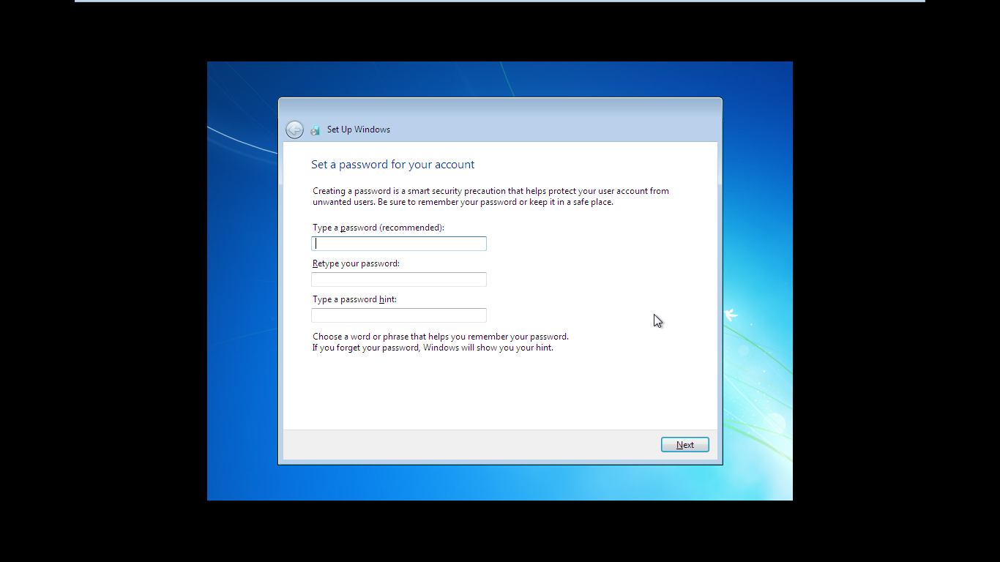 Set Up Windows
Set a password for your account
Creating a password is a smart security precaution that helps protect your user account from
unwanted users. Be sure to remember your password or keep it in a safe place.
Type a password (recommended):
Retype your password:
Type a password hint:
Choose a word or phrase that helps you remember your password.
If you forget your password, Windows will show you your hint.
Next